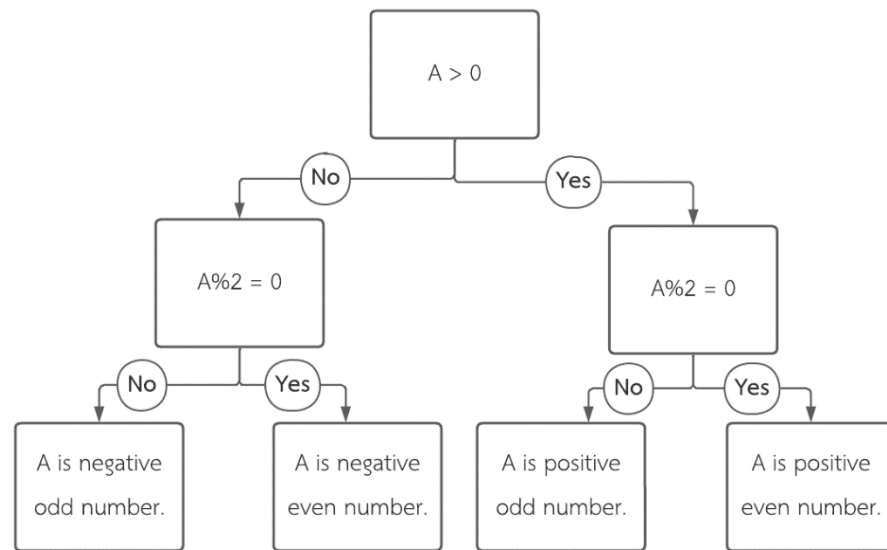 A > 0
No
Yes
A%2 = 0
A%2 = 0
No
Yes
No
Yes
A is negative
odd number.
A is negative
even number.
A is positive
odd number.
A is positive
even number.